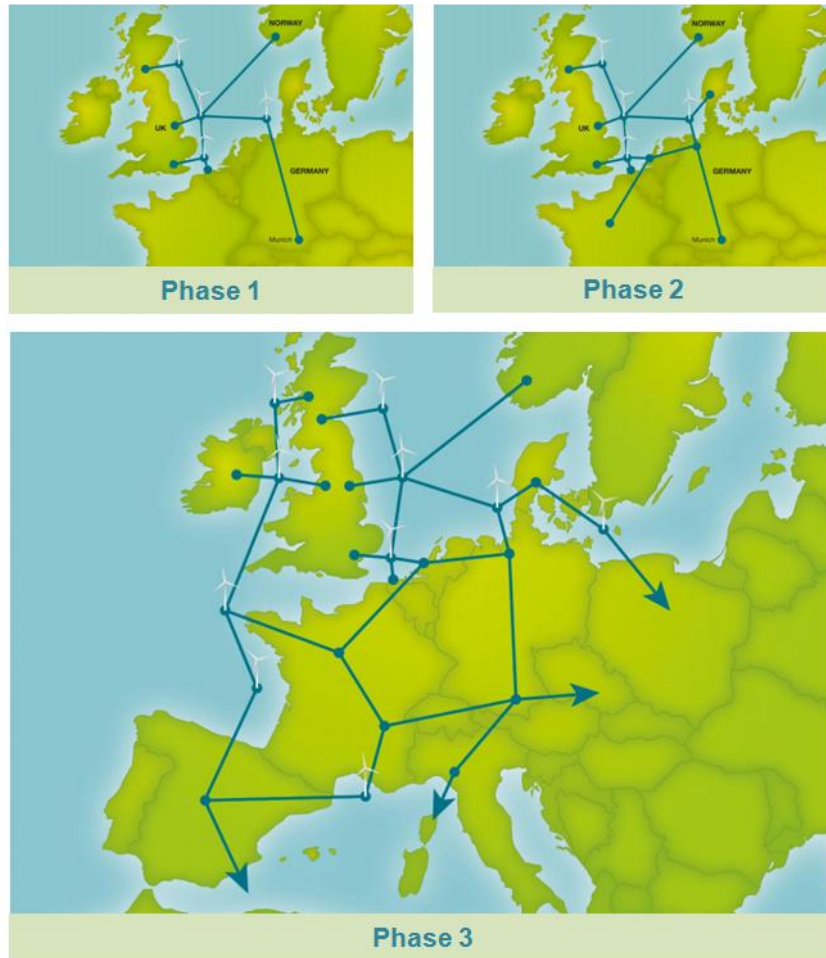 NORWAY
UK
GERMANY
Munich
Phase 1
NORWAY
UK
GERMANY
Munich
Phase 2
Phase 3